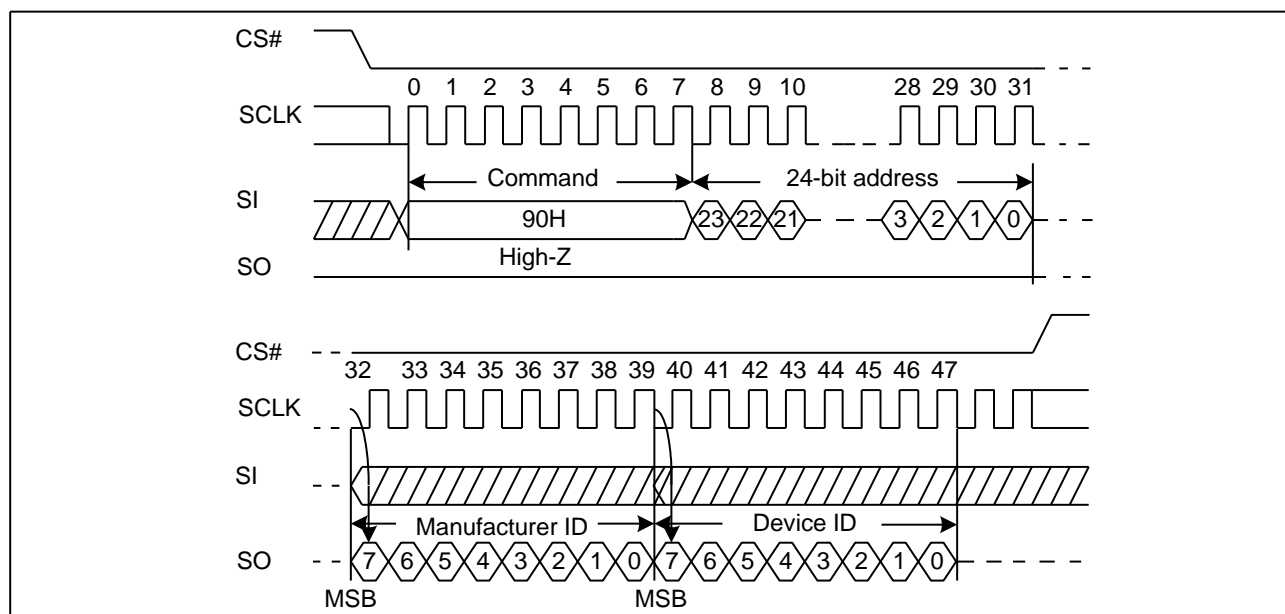 CS#
0 1 2 3 4 5 6 7 8 9 10 28 29 30 31
SCLK
Command 24-bit address
SI
90H 23 22 21 3 2 1 0
High-Z
SO
CS#
32 33 34 35 36 37 38 39 40 41 42 43 44 45 46 47
SCLK
SI
Manufacturer ID Device ID
SO 7 6 5 4 3 2 1 0 7 6 5 4 3 2 1 0
MSB MSB